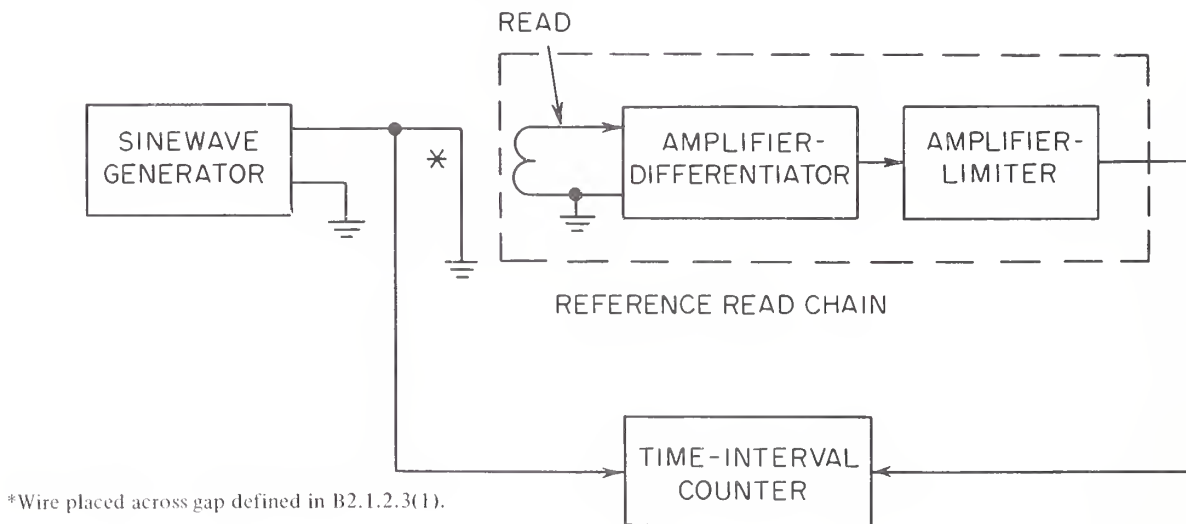 READ
SINEWAVE
GENERATOR
*
AMPLIFIER-
DIFFERENTIATOR
AMPLIFIER-
LIMITER
REFERENCE READ CHAIN
TIME-INTERVAL
COUNTER
*Wire placed across gap defined in B2.1.2.3(1).